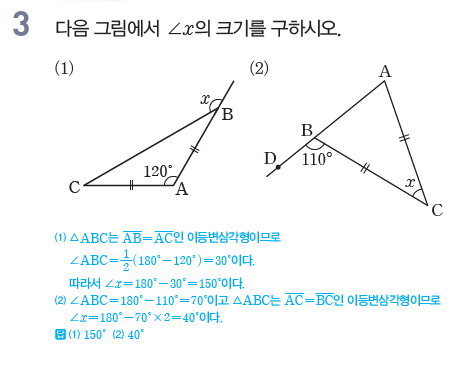 3 다음 그림에서 ∠x의 크기를 구하시오.
(1) (2)
x B 120° C A
A B D 110° x C
⑴ △ABC는 AB=AC인 이등변삼각형이므로
∠ABC=1/2(180°−120°)=30°이다.
따라서 ∠x=180°−30°=150°이다.
⑵ ∠ABC=180°−110°=70°이고 △ABC는 AC=BC인 이등변삼각형이므로
∠x=180°−70°×2=40°이다.
답 ⑴ 150° ⑵ 40°